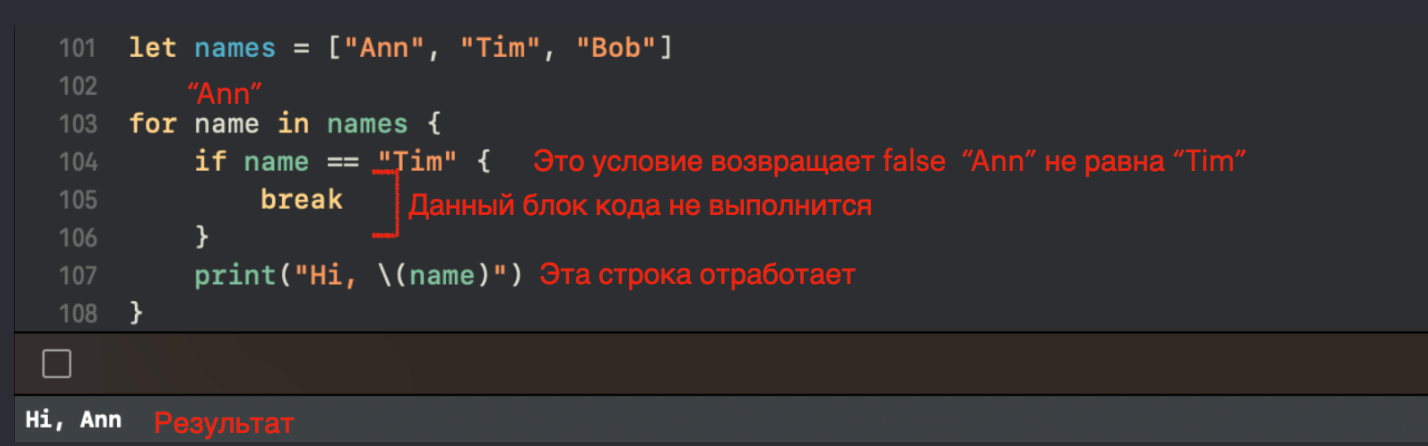 101 let names = ["Ann", "Tim", "Bob"]
102
“Ann”
103 for name in names {
104 if name == "Tim" { Это условие возвращает false “Ann” не равна “Tim”
105 break Данный блок кода не выполнится
106 }
107 print("Hi, \(name)") Эта строка отработает
108 }
Hi, Ann Результат